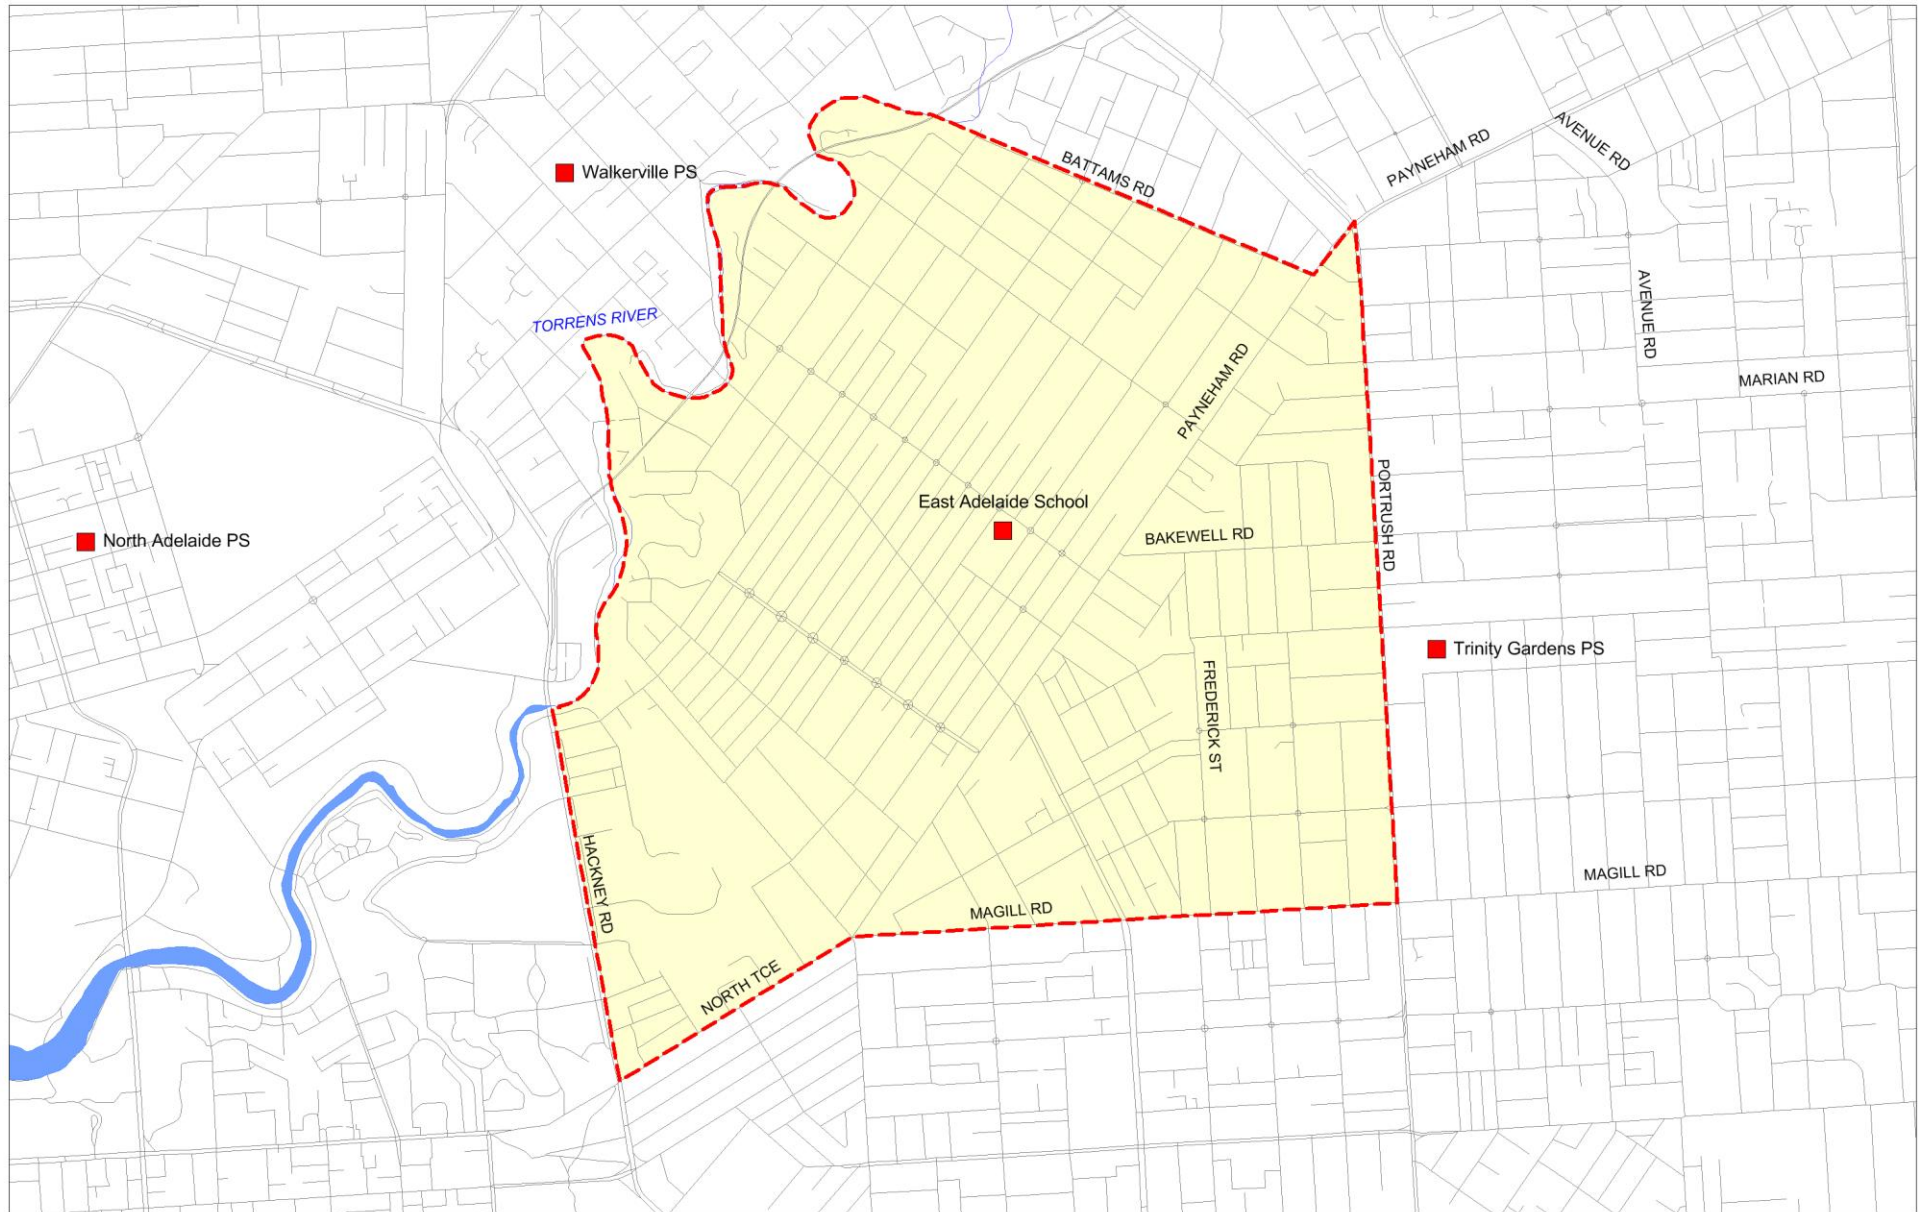 AVENUE RD
PAYNEHAM RD
BATTAMS RD
Walkerville PS
AVENUE RD
TORRENS RIVER
MARIAN RD
PAYNEHAM RD
PORTRUSH RD
East Adelaide School
BAKEWELL RD
North Adelaide PS
Trinity Gardens PS
FREDERICK ST
HACKNEY RD
MAGILL RD
MAGILL RD
NORTH TCE